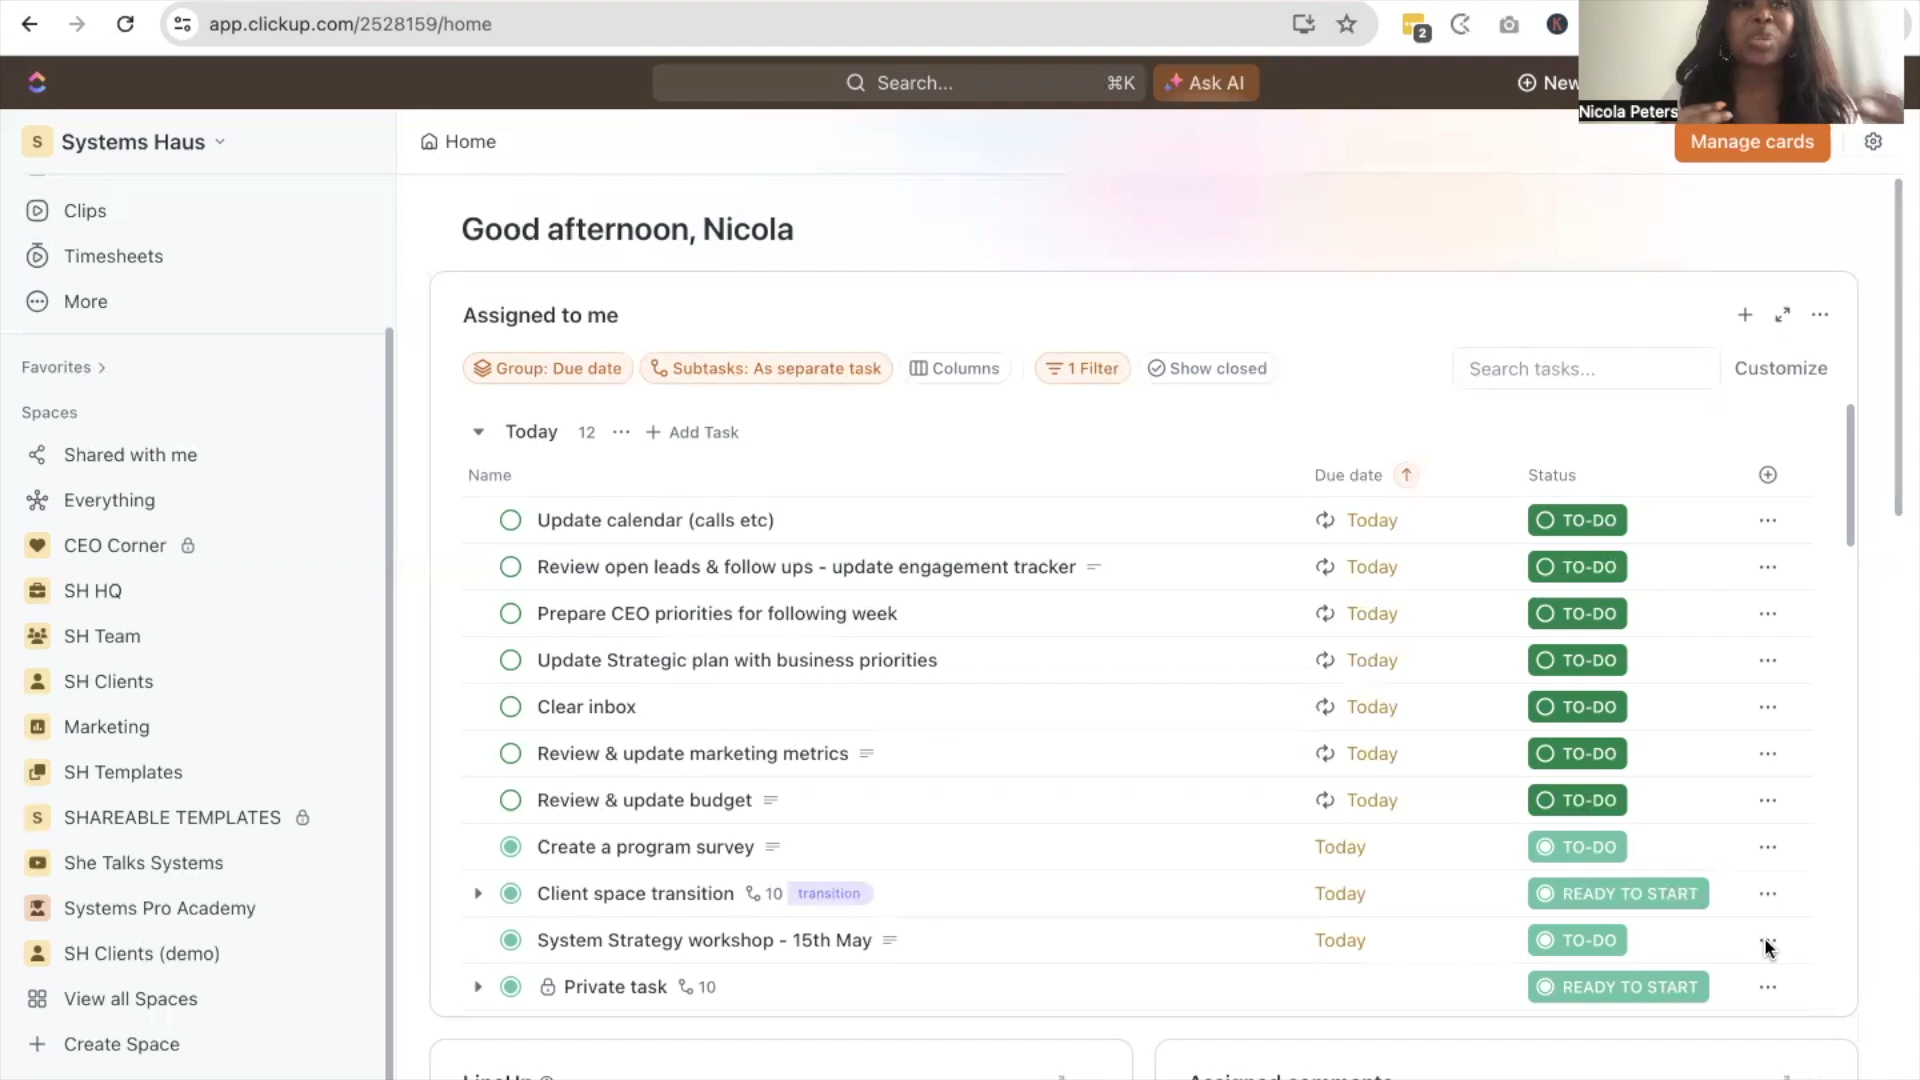 app.clickup.com/2528159/home
2
K
Search...
⌘K
Ask AI
New
Nicola Peters
S
Systems Haus
Home
Manage cards
Clips
Timesheets
More
Favorites
Spaces
Shared with me
Everything
CEO Corner
SH HQ
SH Team
SH Clients
Marketing
SH Templates
S
SHAREABLE TEMPLATES
She Talks Systems
Systems Pro Academy
SH Clients (demo)
View all Spaces
Create Space
Good afternoon, Nicola
Assigned to me
Group: Due date
Subtasks: As separate task
Columns
1 Filter
Show closed
Search tasks...
Customize
Today 12 ... + Add Task
Name Due date Status
Update calendar (calls etc) Today TO-DO
Review open leads & follow ups - update engagement tracker Today TO-DO
Prepare CEO priorities for following week Today TO-DO
Update Strategic plan with business priorities Today TO-DO
Clear inbox Today TO-DO
Review & update marketing metrics Today TO-DO
Review & update budget Today TO-DO
Create a program survey Today TO-DO
Client space transition 10 transition Today READY TO START
System Strategy workshop - 15th May Today TO-DO
Private task 10 READY TO START